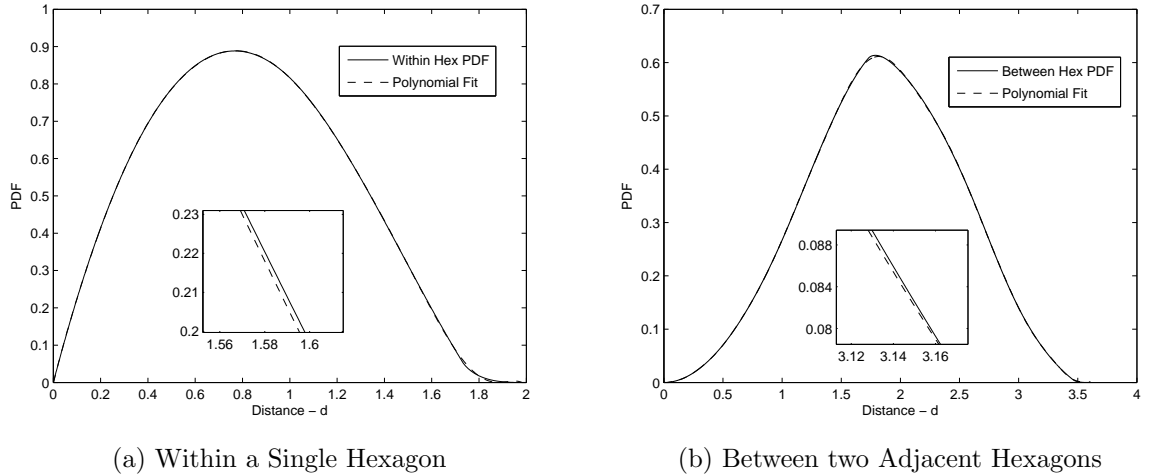 1
0.9
0.8
0.7
0.6
0.5
0.4
0.3
0.2
0.1
0
PDF
0 0.2 0.4 0.6 0.8 1 1.2 1.4 1.6 1.8 2
Distance – d
Within Hex PDF
Polynomial Fit
0.23
0.22
0.21
0.2
1.56 1.58 1.6
(a) Within a Single Hexagon
0.7
0.6
0.5
0.4
0.3
0.2
0.1
0
PDF
0 0.5 1 1.5 2 2.5 3 3.5 4
Distance – d
Between Hex PDF
Polynomial Fit
0.088
0.084
0.08
3.12 3.14 3.16
(b) Between two Adjacent Hexagons